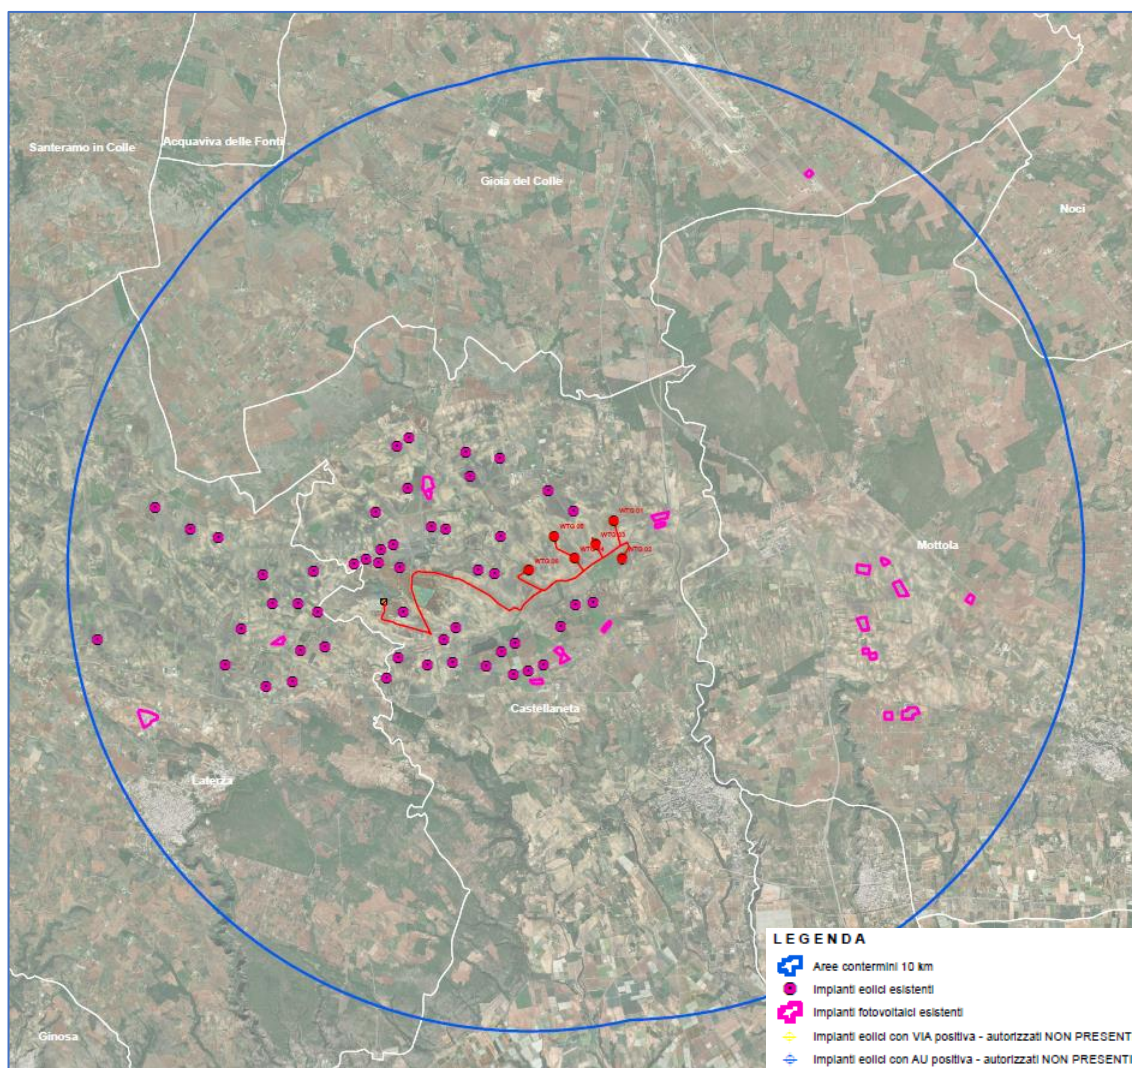 Acquaviva delle Fonti
Santeramo in Colle
Gioia del Colle
Noci
WTG 01
WTG 05
WTG 03
WTG 04
WTG 02
WTG 06
Mottola
Castellaneta
Laterza
Ginosa
LEGENDA
Aree contermini 10 km
Impianti eolici esistenti
Impianti fotovoltaici esistenti
Impianti eolici con VIA positiva - autorizzati NON PRESENT
Impianti eolici con AU positiva - autorizzati NON PRESENTI